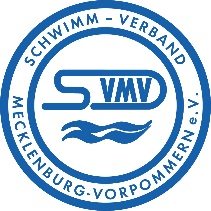 SCHWIMM – VERBAND
SVMV
MECKLENBURG-VORPOMMERN e.V.